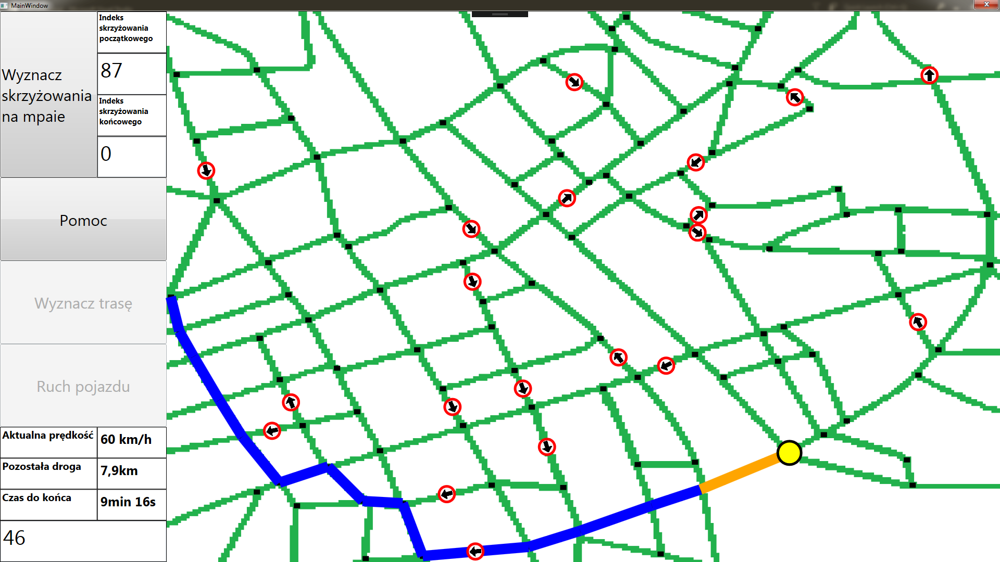 MainWindow
Wyznacz
skrzyżowania
na mpaie
Indeks
skrzyżowania
początkowego
87
Indeks
skrzyżowania
końcowego
0
Pomoc
Wyznacz trasę
Ruch pojazdu
Aktualna prędkość
60 km/h
Pozostała droga
7,9km
Czas do końca
9min 16s
46